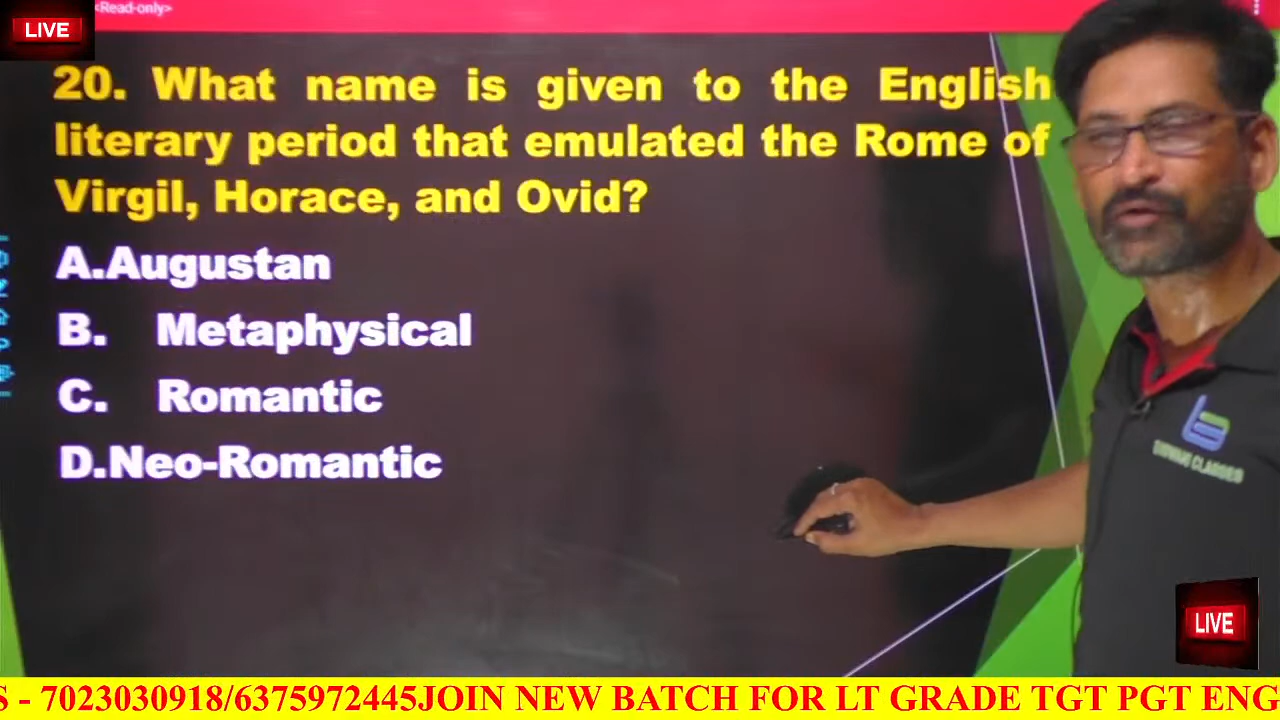 <Read-only>
LIVE
20. What name is given to the English
literary period that emulated the Rome of
Virgil, Horace, and Ovid?
A.Augustan
B. Metaphysical
C. Romantic
D.Neo-Romantic
CLASSES
LIVE
S - 7023030918/6375972445JOIN NEW BATCH FOR LT GRADE TGT PGT ENG